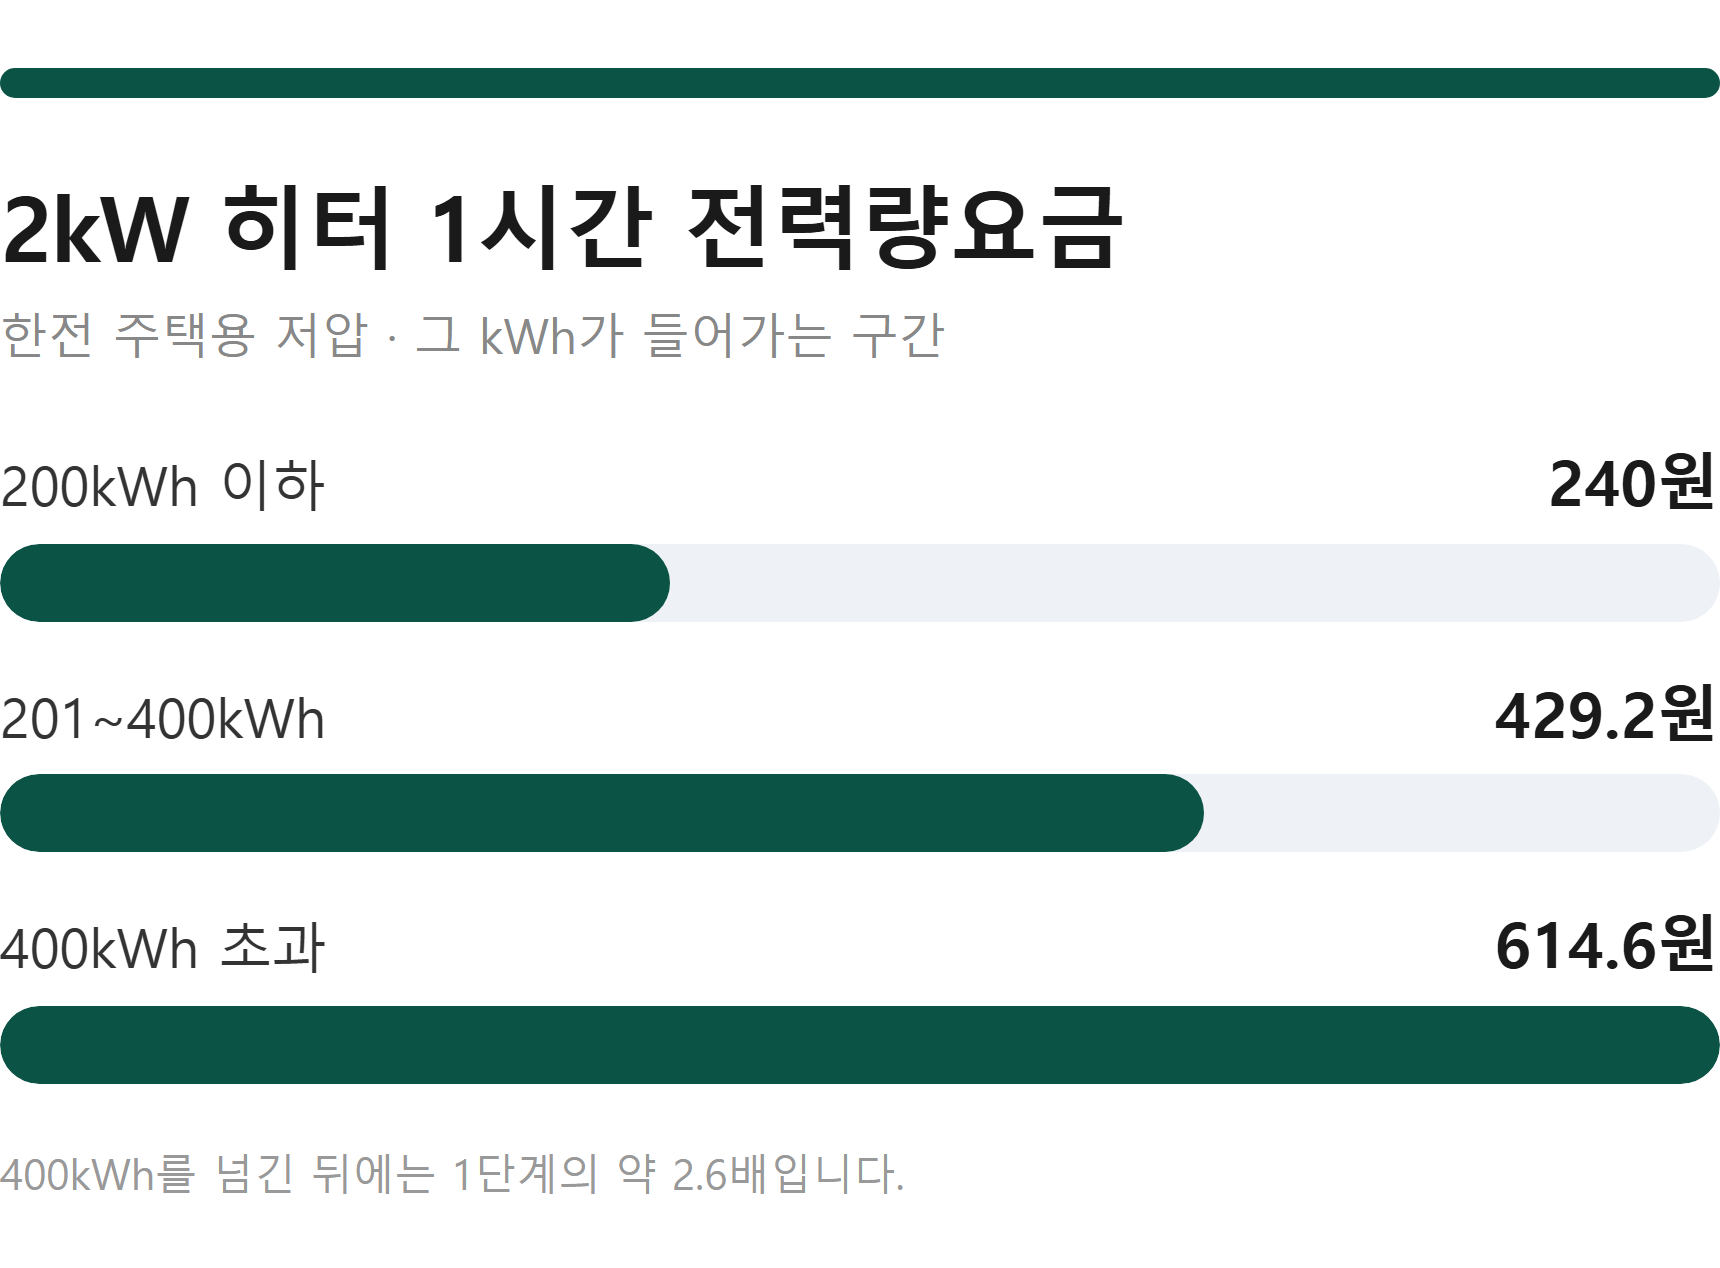 2kW 히터 1시간 전력량요금
한전 주택용 저압 · 그 kWh가 들어가는 구간
200kWh 이하 240원
201~400kWh 429.2원
400kWh 초과 614.6원
400kWh를 넘긴 뒤에는 1단계의 약 2.6배입니다.